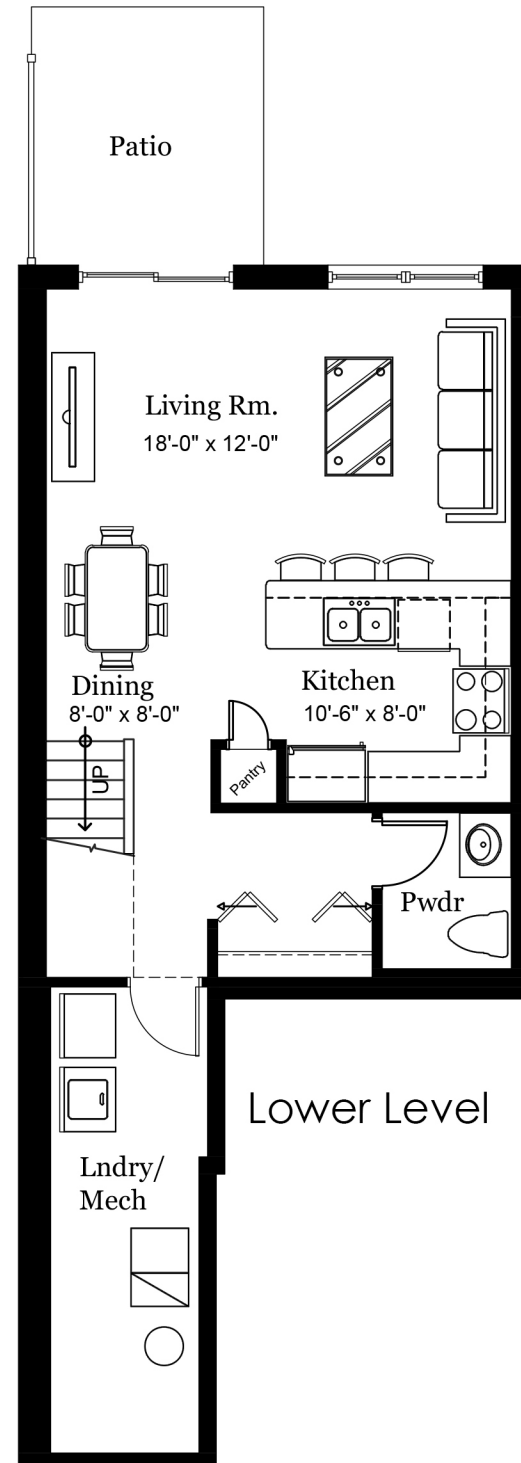 Patio
Living Rm.
18'-0" x 12'-0"
Dining
8'-0" x 8'-0"
Kitchen
10'-6" x 8'-0"
UP
Pantry
Pwdr
Lower Level
Lndry/
Mech